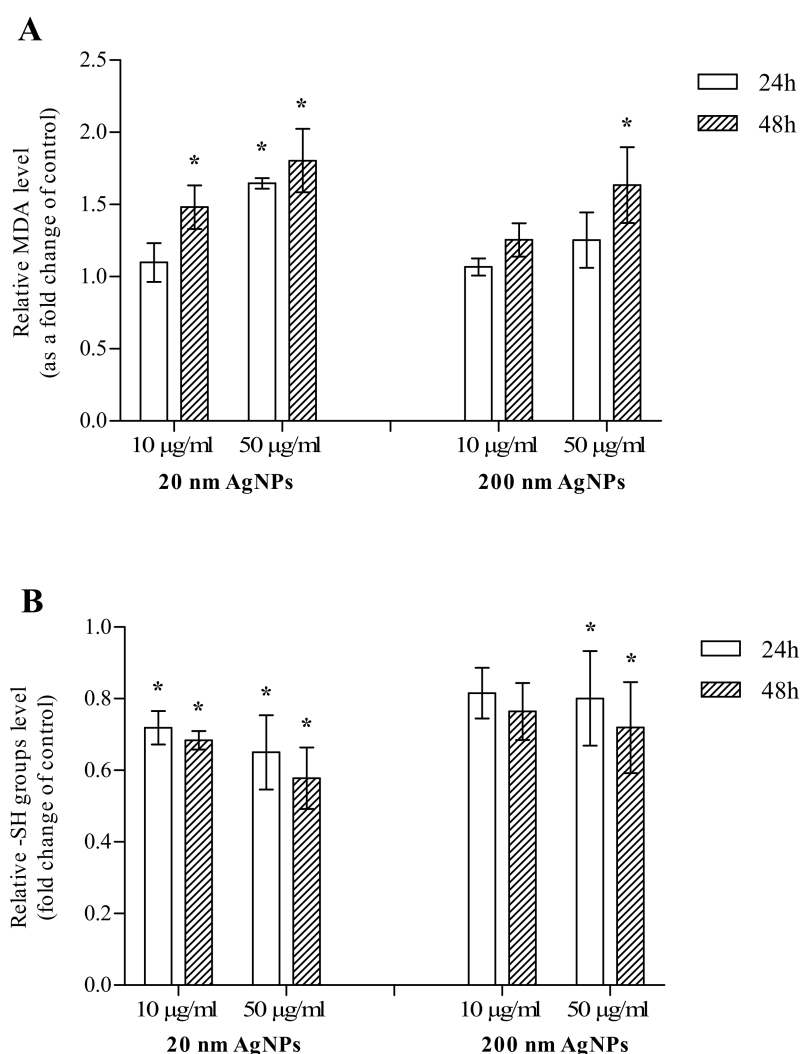 A
Relative MDA level
(as a fold change of control)
2.5
2.0
1.5
1.0
0.5
0.0
*
*
*
*
24h
48h
10 μg/ml
50 μg/ml
10 μg/ml
50 μg/ml
20 nm AgNPs
200 nm AgNPs
B
Relative -SH groups level
(fold change of control)
1.0
0.8
0.6
0.4
0.2
0.0
*
*
*
*
*
*
24h
48h
10 μg/ml
50 μg/ml
10 μg/ml
50 μg/ml
20 nm AgNPs
200 nm AgNPs